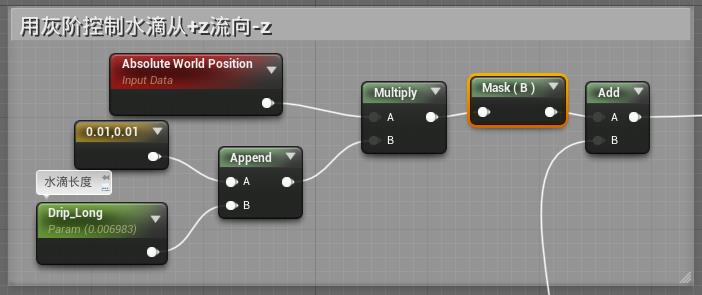 用灰阶控制水滴从+z流向-z
Absolute World Position
Input Data
0.01,0.01
水滴长度
Drip_Long
Param (0.006983)
Append
A
B
Multiply
A
B
Mask ( B )
Add
A
B